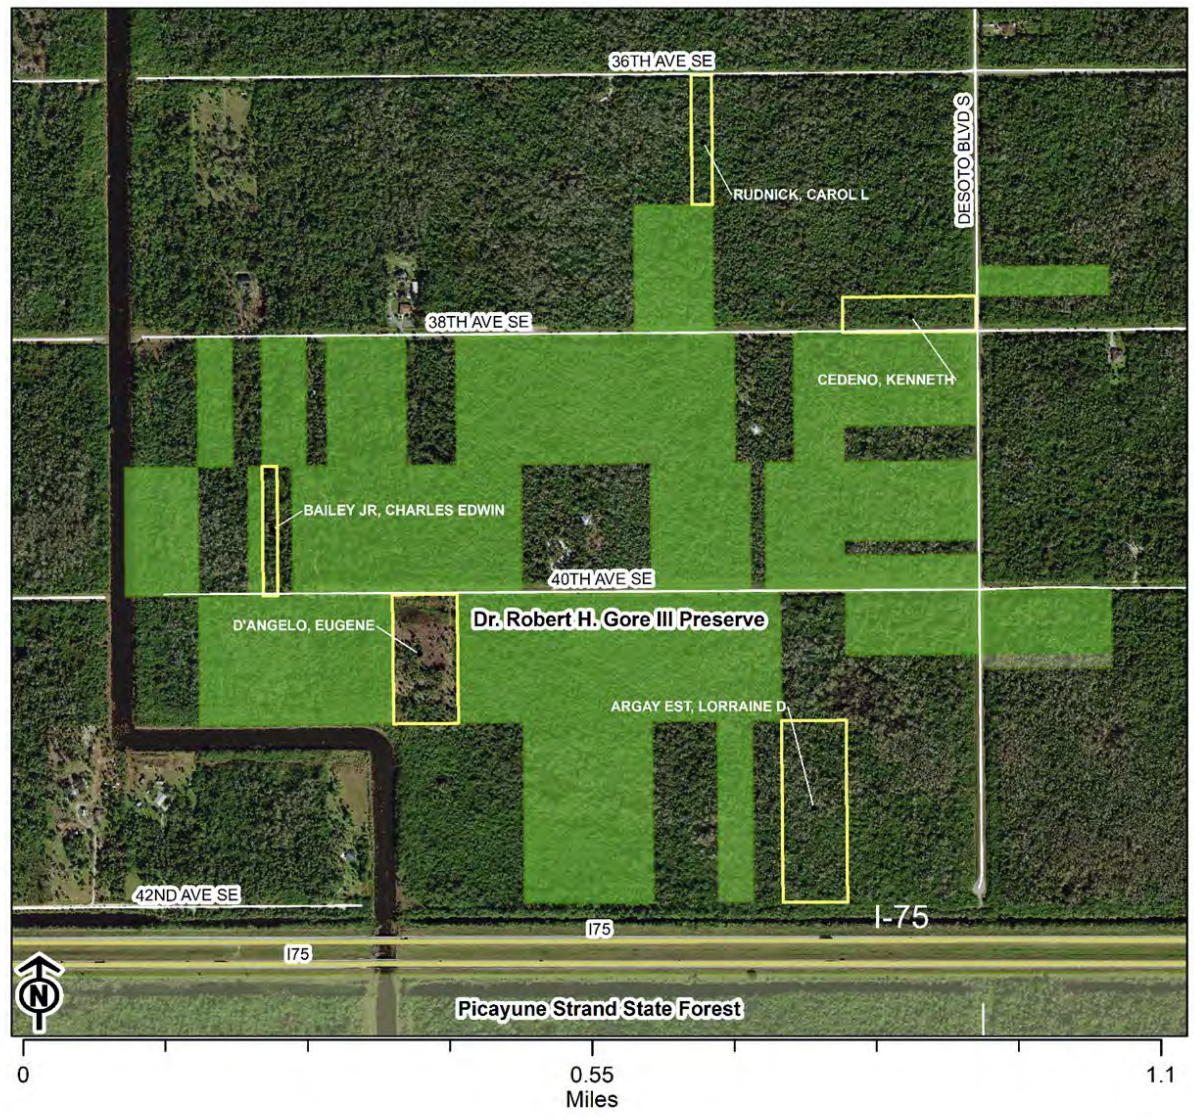 36TH AVE SE
DESOTO BLVD S
RUDNICK, CAROL L
38TH AVE SE
CEDENO, KENNETH
BAILEY JR, CHARLES EDWIN
40TH AVE SE
D'ANGELO, EUGENE
Dr. Robert H. Gore III Preserve
ARGAY EST, LORRAINE D
42ND AVE SE
I-75
I75
I75
N
Picayune Strand State Forest
0
0.55
1.1
Miles